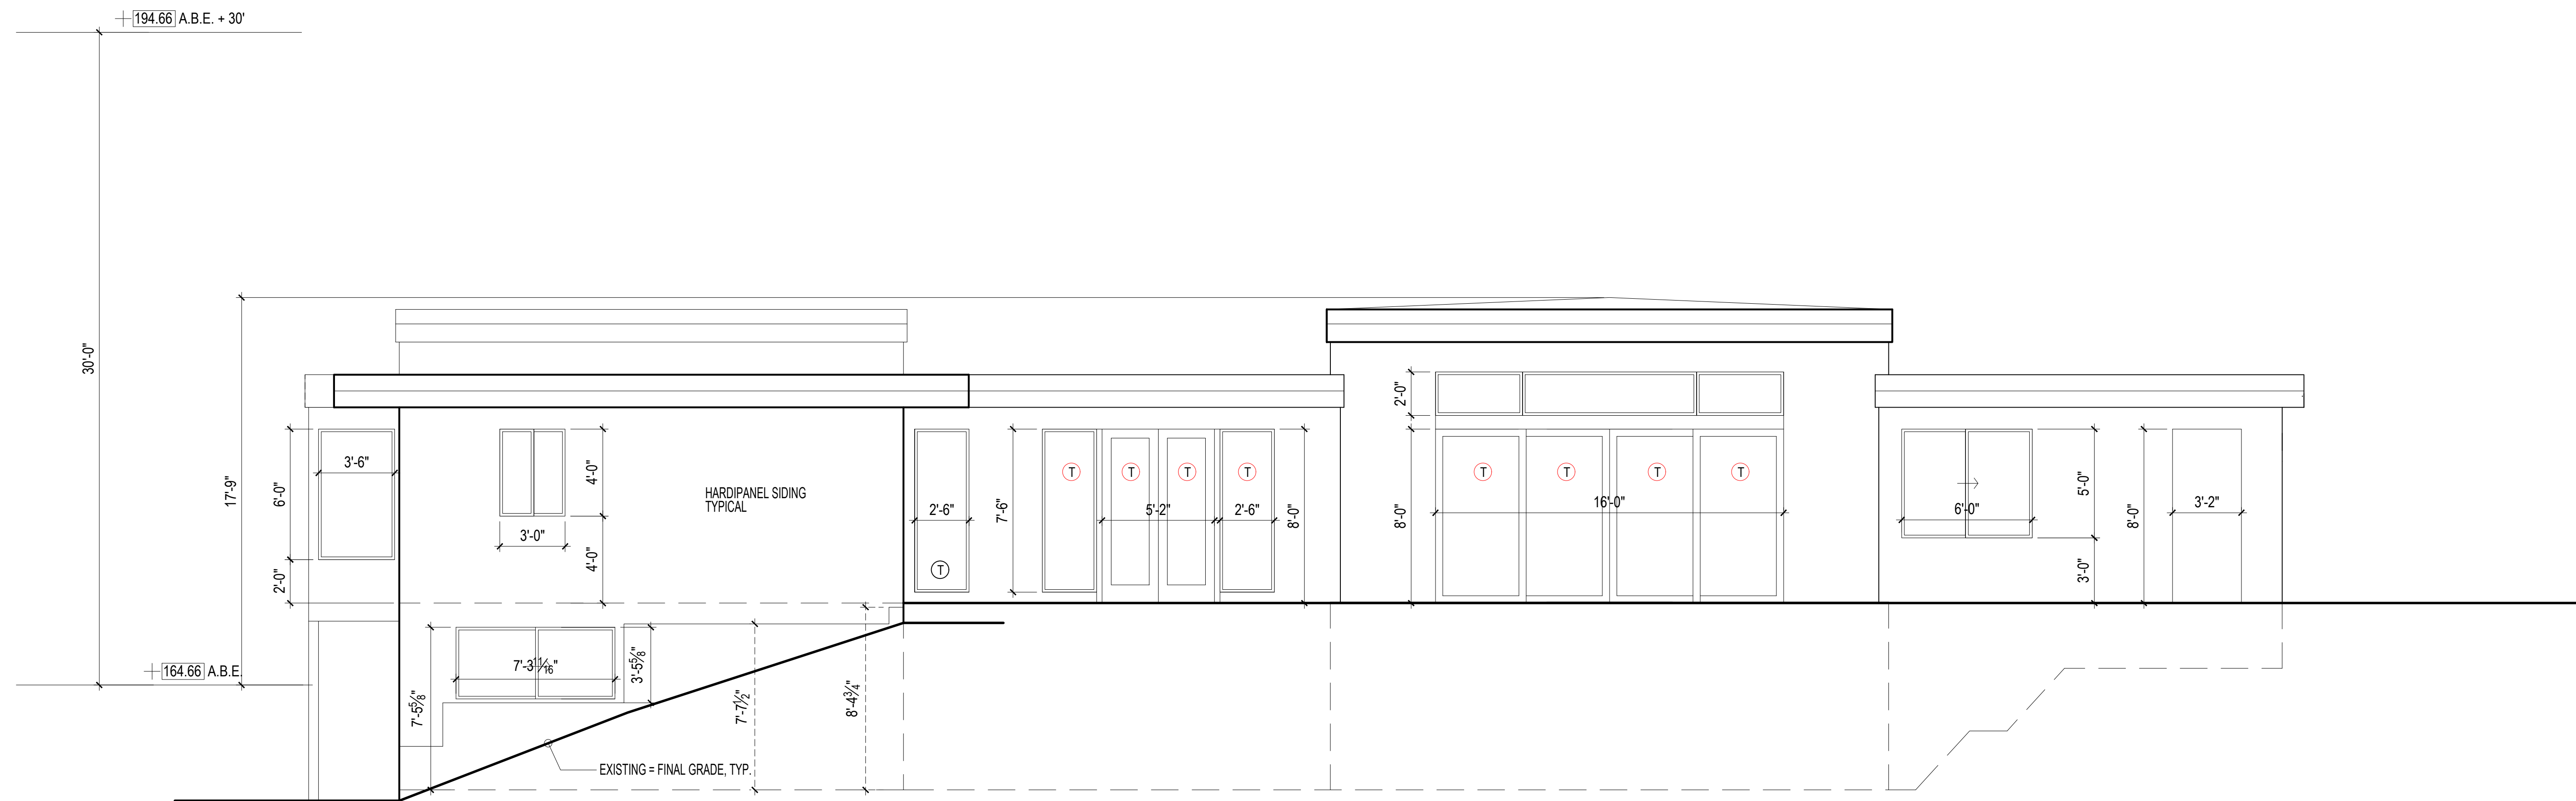 194.66 A.B.E. + 30'
30'-0"
17'-9"
6'-0"
2'-0"
3'-6"
3'-0"
4'-0"
4'-0"
HARDIPANEL SIDING
TYPICAL
2'-6"
T
7'-6"
T
T
T
T
5'-2"
2'-6"
8'-0"
2'-0"
8'-0"
T
T
T
T
16'-0"
6'-0"
5'-0"
3'-0"
8'-0"
3'-2"
164.66 A.B.E.
7'-5 5/8"
7'-3 11/16"
3'-5 5/8"
7'-7 1/2"
8'-4 3/4"
EXISTING = FINAL GRADE, TYP.